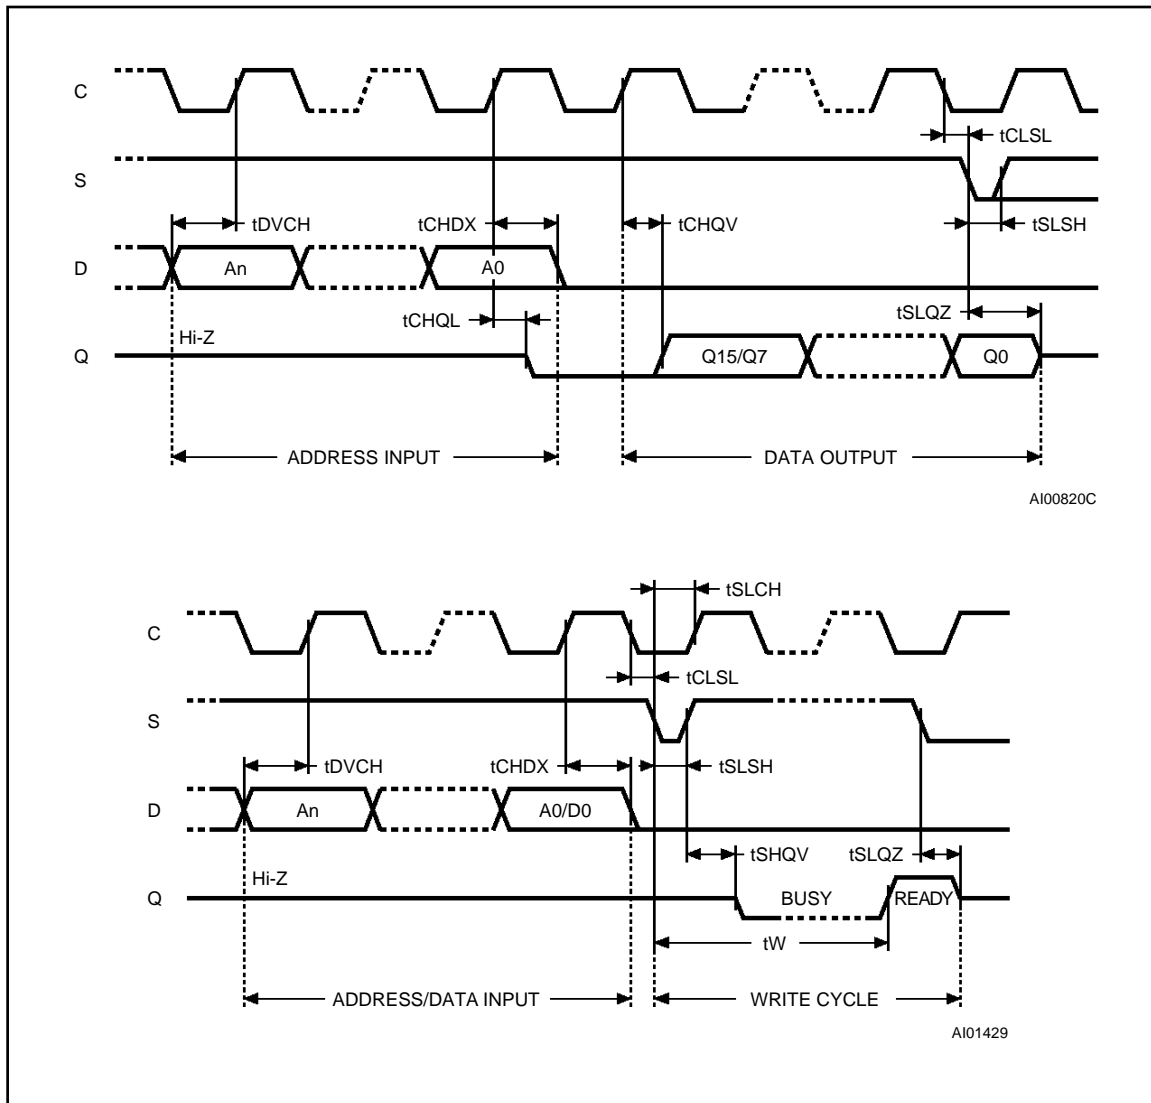 C
tCLSL
S
tDVCH tCHDX tCHQV tSLSH
D An A0
tCHQL tSLQZ
Hi-Z
Q Q15/Q7 Q0
ADDRESS INPUT DATA OUTPUT
AI00820C
tSLCH
C
tCLSL
S
tDVCH tCHDX tSLSH
D An A0/D0
tSHQV tSLQZ
Hi-Z
Q BUSY READY
tW
ADDRESS/DATA INPUT WRITE CYCLE
AI01429